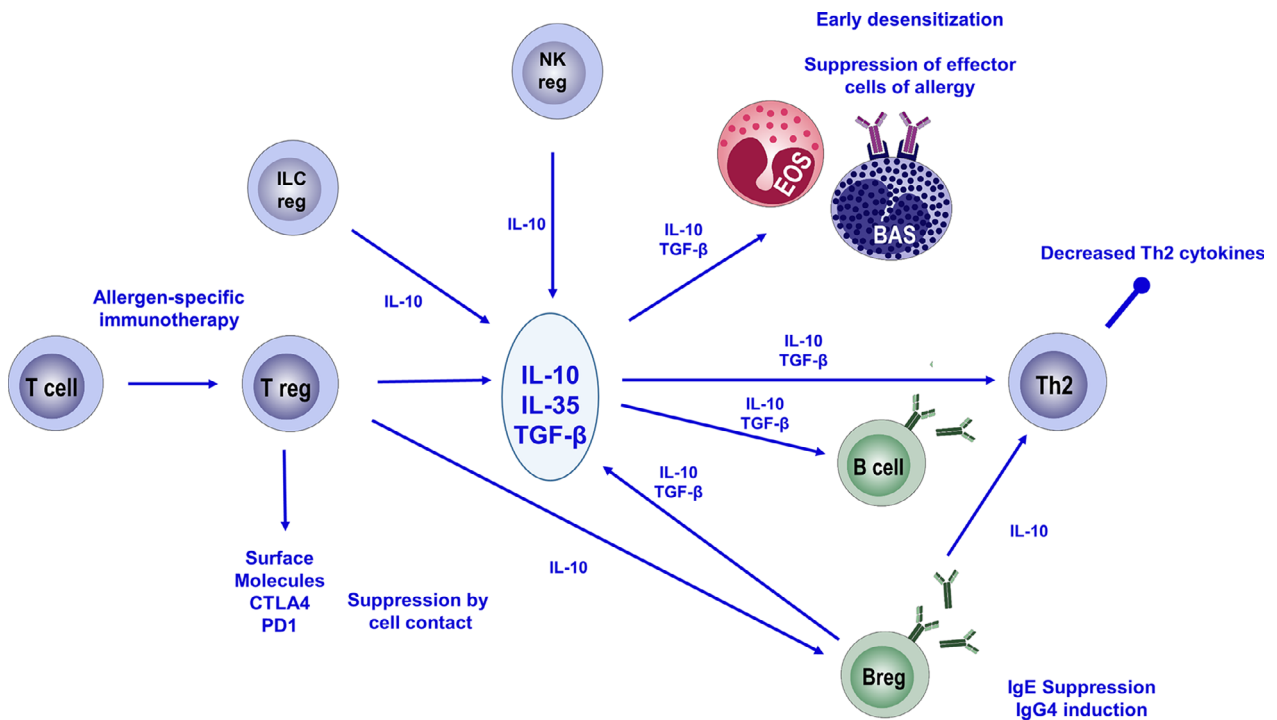 Early desensitization
Suppression of effector
cells of allergy
NK
reg
EOS
BAS
ILC
reg
IL-10
IL-10
TGF-β
IL-10
Decreased Th2 cytokines
Allergen-specific
immunotherapy
T cell
T reg
IL-10
IL-35
TGF-β
IL-10
TGF-β
Th2
IL-10
TGF-β
B cell
IL-10
TGF-β
IL-10
IL-10
Surface
Molecules
CTLA4
PD1
Suppression by
cell contact
Breg
IgE Suppression
IgG4 induction